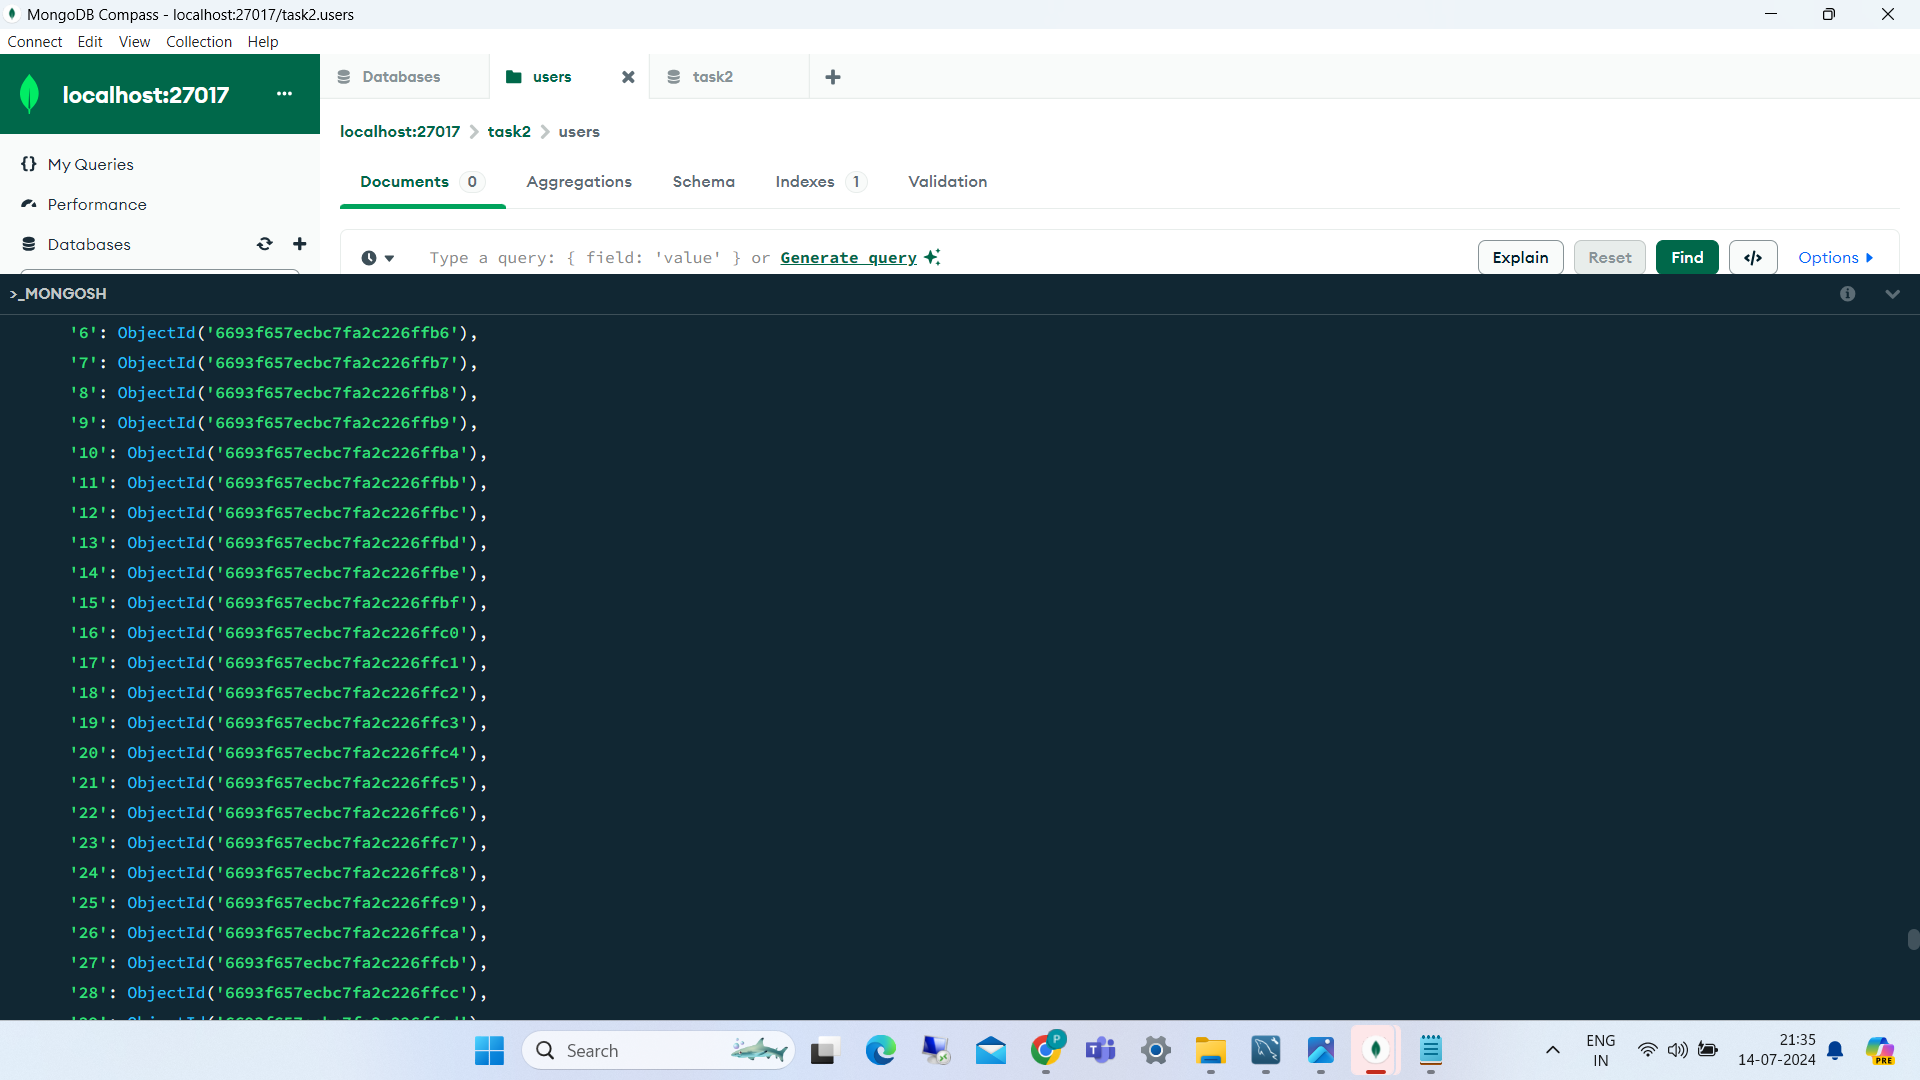 MongoDB Compass - localhost:27017/task2.users
Connect Edit View Collection Help
localhost:27017 ...
Databases users task2
localhost:27017 > task2 > users
{} My Queries
Performance
Databases
Documents 0 Aggregations Schema Indexes 1 Validation
Type a query: { field: 'value' } or Generate query Explain Reset Find </> Options
>_MONGOSH
'6': ObjectId('6693f657ecbc7fa2c226ffb6'),
'7': ObjectId('6693f657ecbc7fa2c226ffb7'),
'8': ObjectId('6693f657ecbc7fa2c226ffb8'),
'9': ObjectId('6693f657ecbc7fa2c226ffb9'),
'10': ObjectId('6693f657ecbc7fa2c226ffba'),
'11': ObjectId('6693f657ecbc7fa2c226ffbb'),
'12': ObjectId('6693f657ecbc7fa2c226ffbc'),
'13': ObjectId('6693f657ecbc7fa2c226ffbd'),
'14': ObjectId('6693f657ecbc7fa2c226ffbe'),
'15': ObjectId('6693f657ecbc7fa2c226ffbf'),
'16': ObjectId('6693f657ecbc7fa2c226ffc0'),
'17': ObjectId('6693f657ecbc7fa2c226ffc1'),
'18': ObjectId('6693f657ecbc7fa2c226ffc2'),
'19': ObjectId('6693f657ecbc7fa2c226ffc3'),
'20': ObjectId('6693f657ecbc7fa2c226ffc4'),
'21': ObjectId('6693f657ecbc7fa2c226ffc5'),
'22': ObjectId('6693f657ecbc7fa2c226ffc6'),
'23': ObjectId('6693f657ecbc7fa2c226ffc7'),
'24': ObjectId('6693f657ecbc7fa2c226ffc8'),
'25': ObjectId('6693f657ecbc7fa2c226ffc9'),
'26': ObjectId('6693f657ecbc7fa2c226ffca'),
'27': ObjectId('6693f657ecbc7fa2c226ffcb'),
'28': ObjectId('6693f657ecbc7fa2c226ffcc'),
Search
P
PRE
ENG
IN
21:35
14-07-2024